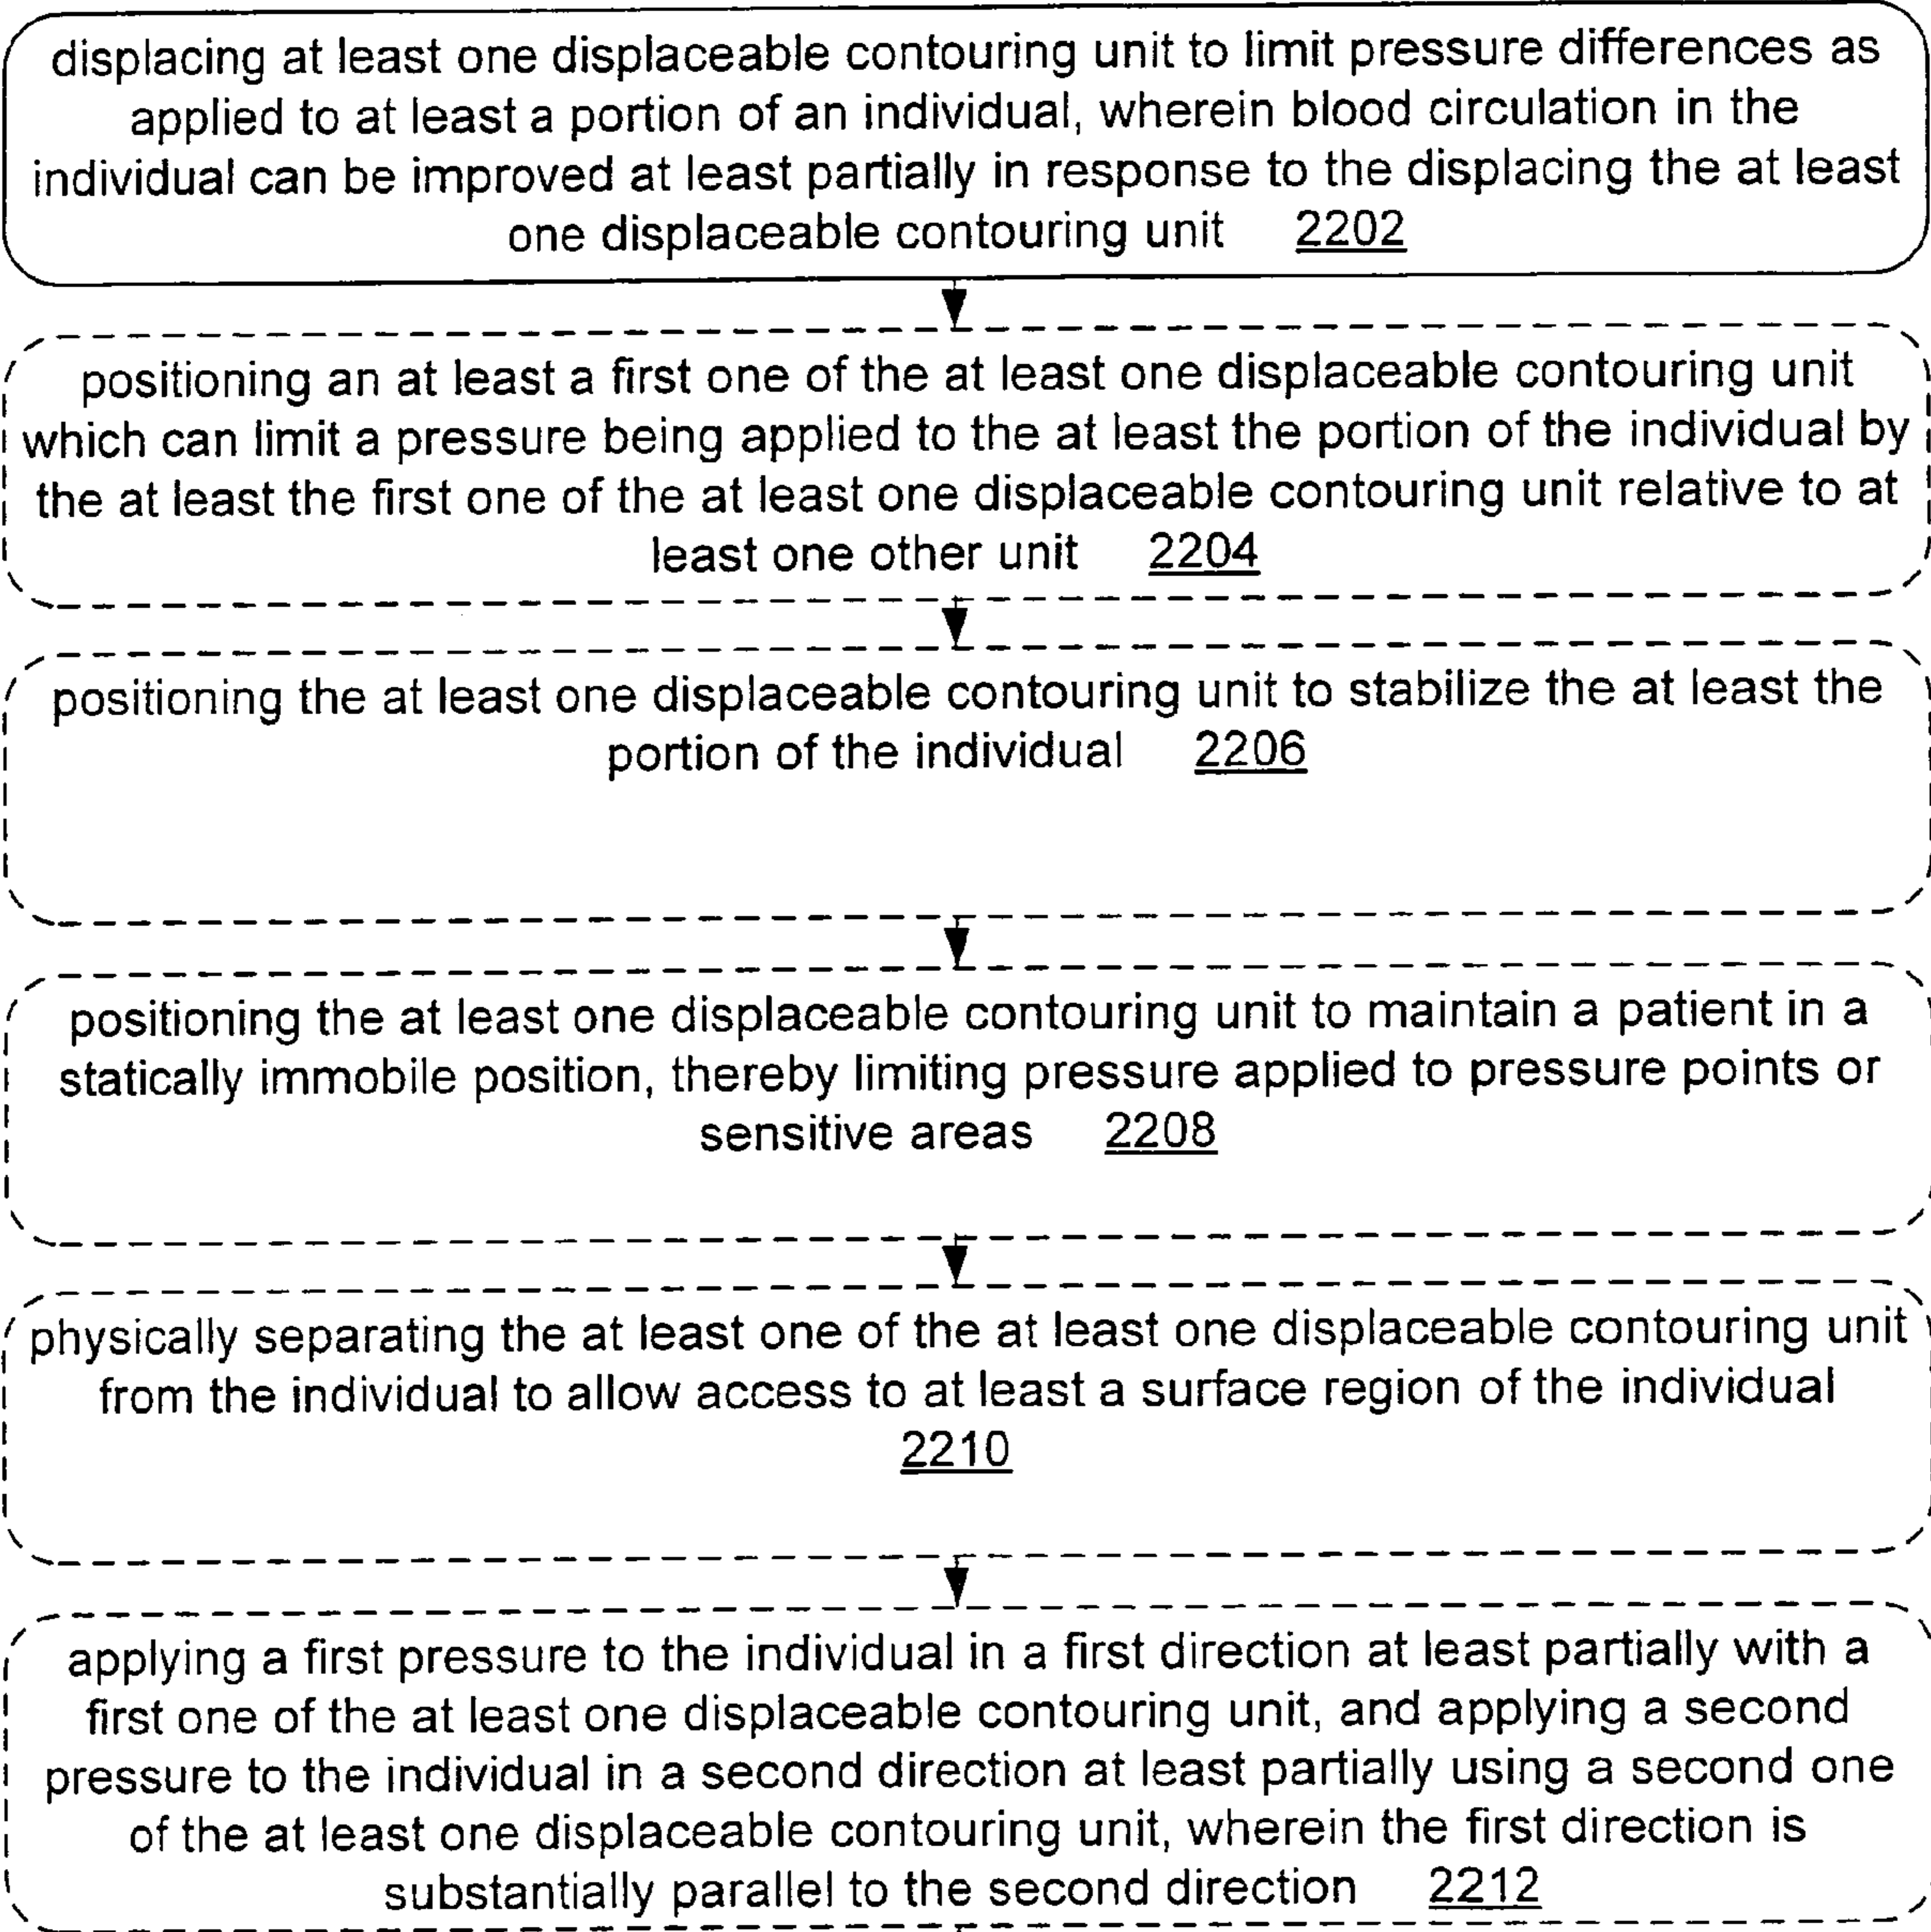 displacing at least one displaceable contouring unit to limit pressure differences as
applied to at least a portion of an individual, wherein blood circulation in the
individual can be improved at least partially in response to the displacing the at least
one displaceable contouring unit 2202
positioning an at least a first one of the at least one displaceable contouring unit
which can limit a pressure being applied to the at least the portion of the individual by
the at least the first one of the at least one displaceable contouring unit relative to at
least one other unit 2204
positioning the at least one displaceable contouring unit to stabilize the at least the
portion of the individual 2206
positioning the at least one displaceable contouring unit to maintain a patient in a
statically immobile position, thereby limiting pressure applied to pressure points or
sensitive areas 2208
physically separating the at least one of the at least one displaceable contouring unit
from the individual to allow access to at least a surface region of the individual
2210
applying a first pressure to the individual in a first direction at least partially with a
first one of the at least one displaceable contouring unit, and applying a second
pressure to the individual in a second direction at least partially using a second one
of the at least one displaceable contouring unit, wherein the first direction is
substantially parallel to the second direction 2212